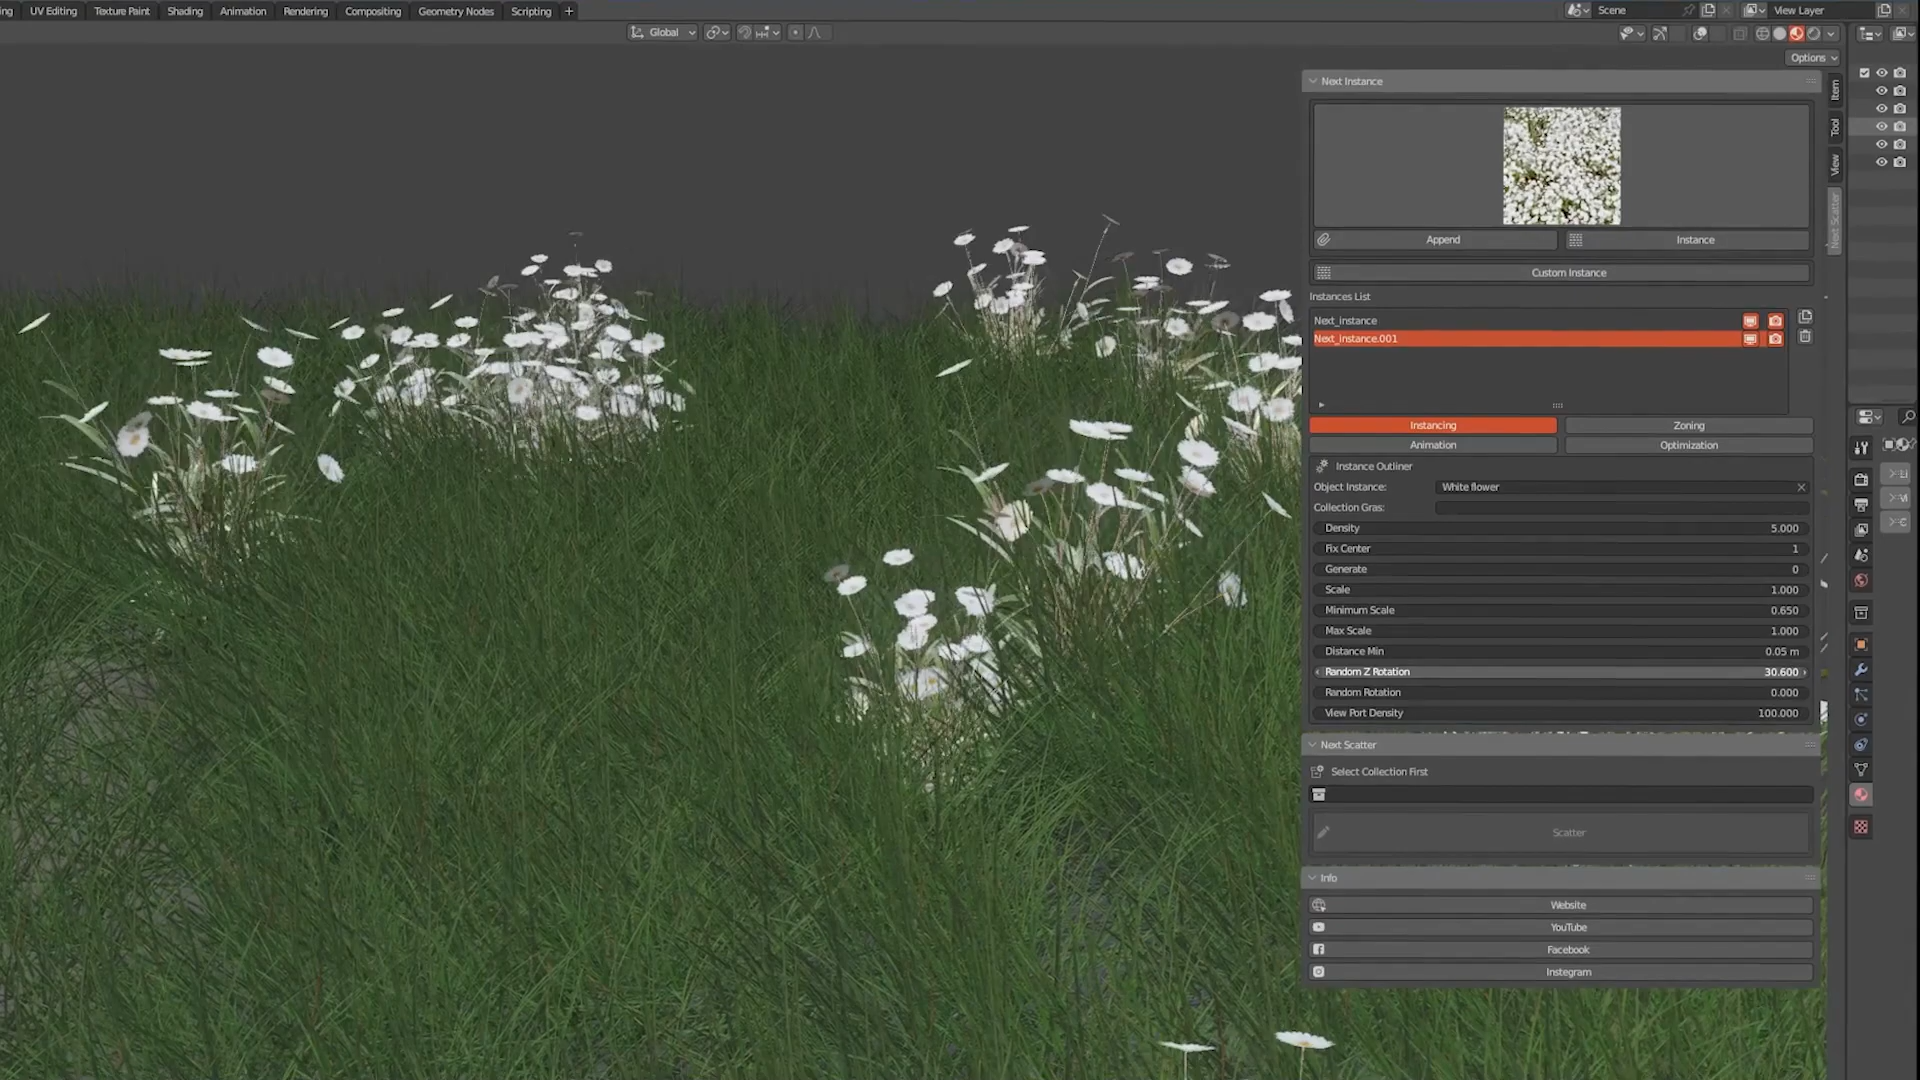 ing UV Editing Texture Paint Shading Animation Rendering Compositing Geometry Nodes Scripting +
Scene View Layer
Global
Options
Next Instance
Item
Tool
View
Next Scatter
Append Instance
Custom Instance
Instances List
Next_instance
Next_instance.001
Instancing Zoning
Animation Optimization
Instance Outliner
Object Instance: White flower
Collection Gras:
Density 5.000
Fix Center 1
Generate 0
Scale 1.000
Minimum Scale 0.650
Max Scale 1.000
Distance Min 0.05 m
Random Z Rotation 30.600
Random Rotation 0.000
View Port Density 100.000
Next Scatter
Select Collection First
Scatter
Info
Website
YouTube
Facebook
Instagram